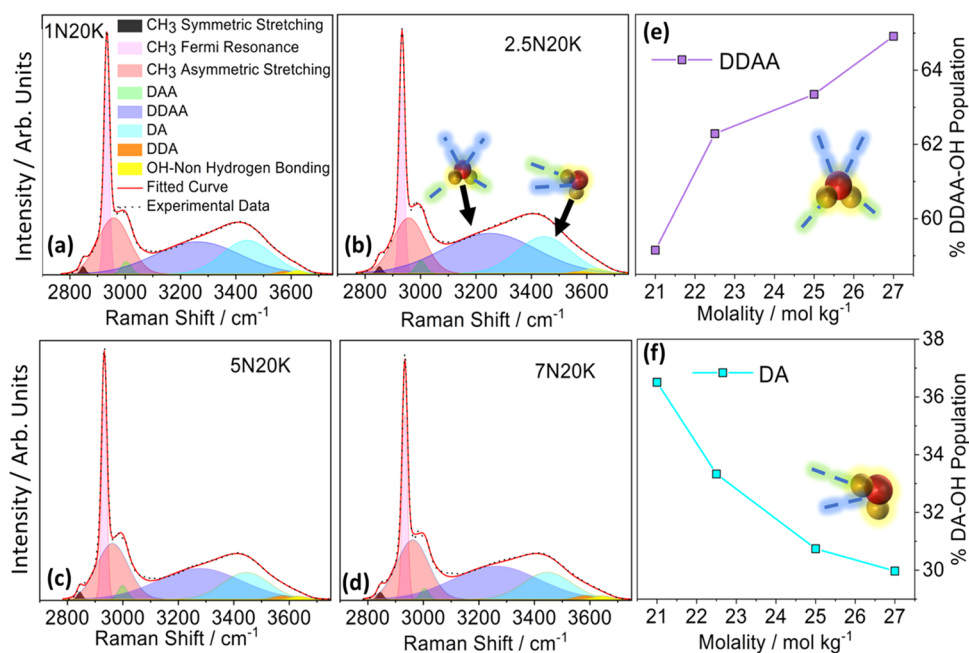 1N20K
CH3 Symmetric Stretching
CH3 Fermi Resonance
CH3 Asymmetric Stretching
DAA
DDAA
DA
DDA
OH-Non Hydrogen Bonding
Fitted Curve
Experimental Data
(a)
Intensity / Arb. Units
2800 3000 3200 3400 3600
Raman Shift / cm⁻¹
2.5N20K
(b)
2800 3000 3200 3400 3600
Raman Shift / cm⁻¹
(e)
DDAA
64
62
60
% DDAA-OH Population
21 22 23 24 25 26 27
Molality / mol kg⁻¹
5N20K
(c)
Intensity / Arb. Units
2800 3000 3200 3400 3600
Raman Shift / cm⁻¹
7N20K
(d)
2800 3000 3200 3400 3600
Raman Shift / cm⁻¹
(f)
DA
38
36
33
32
30
% DA-OH Population
21 22 23 24 25 26 27
Molality / mol kg⁻¹